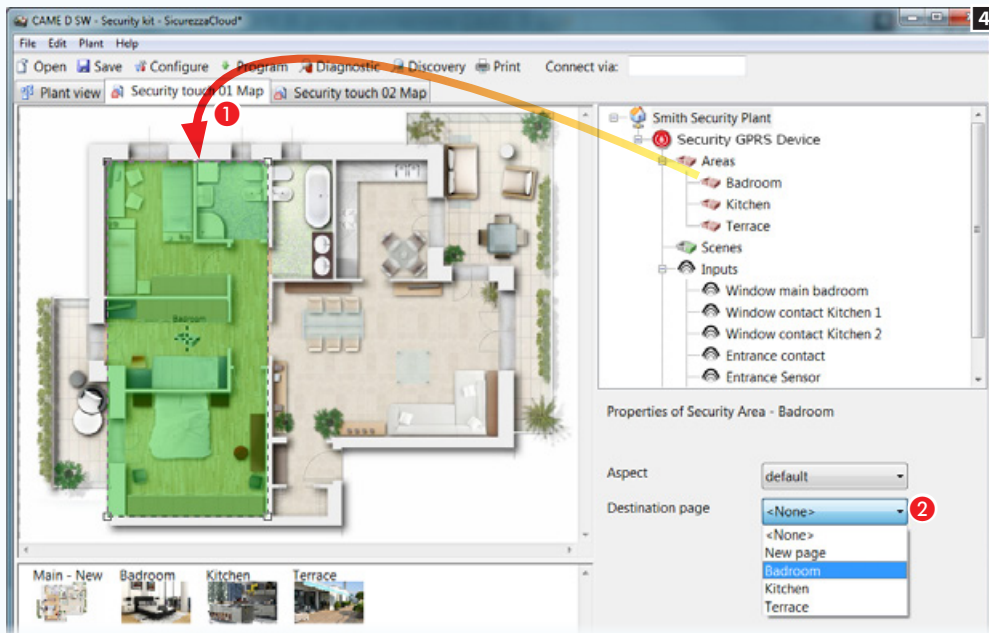 CAME D SW - Security kit - SicurezzaCloud*
4
File Edit Plant Help
Open Save Configure Program Diagnostic Discovery Print Connect via:
Plant view Security touch 01 Map Security touch 02 Map
1
Smith Security Plant
Security GPRS Device
Areas
Badroom
Kitchen
Terrace
Scenes
Inputs
Window main badroom
Window contact Kitchen 1
Window contact Kitchen 2
Entrance contact
Entrance Sensor
Badroom
Properties of Security Area - Badroom
Aspect default
Destination page <None> 2
<None>
New page
Badroom
Kitchen
Terrace
Main - New Badroom Kitchen Terrace